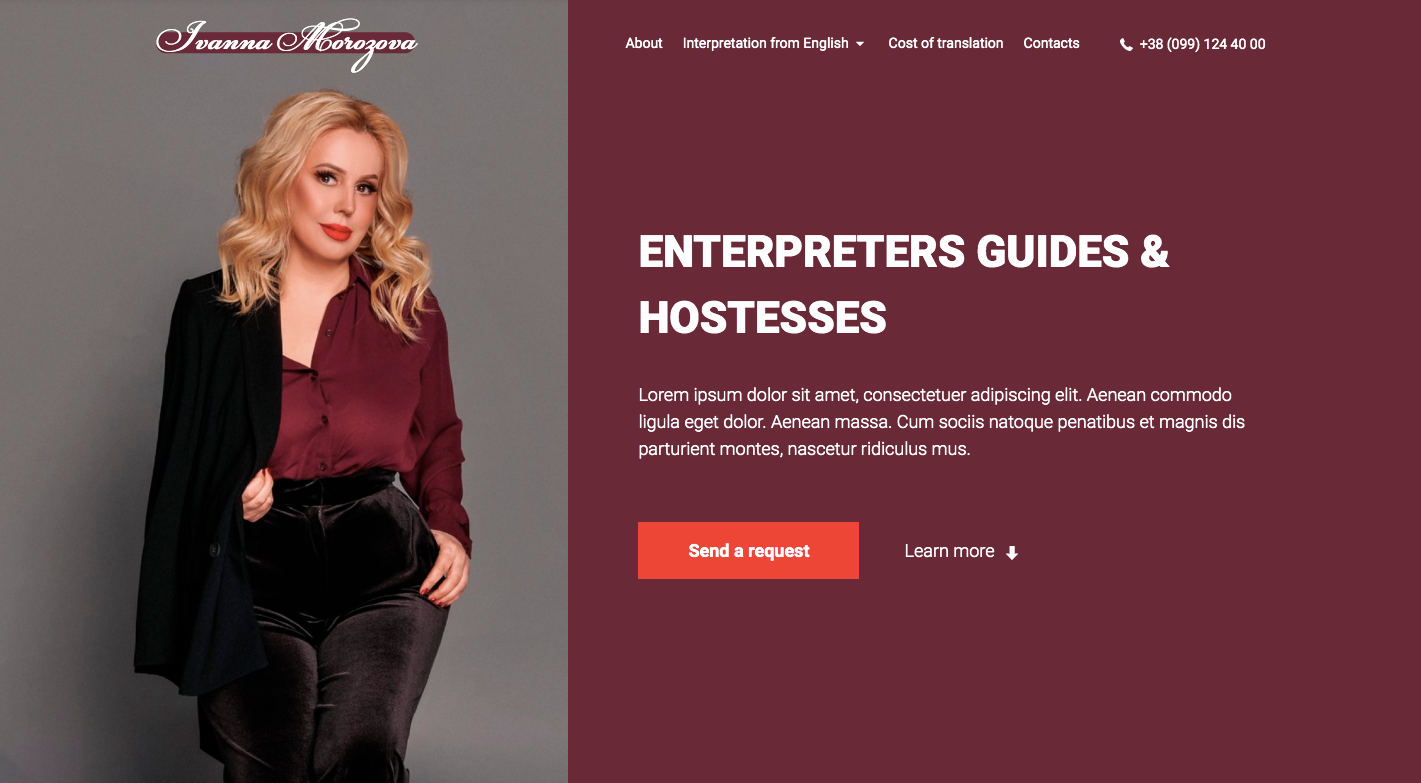 Ivanna Morozova
About Interpretation from English Cost of translation Contacts +38 (099) 124 40 00
ENTERPRETERS GUIDES &
HOSTESSES
Lorem ipsum dolor sit amet, consectetuer adipiscing elit. Aenean commodo
ligula eget dolor. Aenean massa. Cum sociis natoque penatibus et magnis dis
parturient montes, nascetur ridiculus mus.
Send a request Learn more